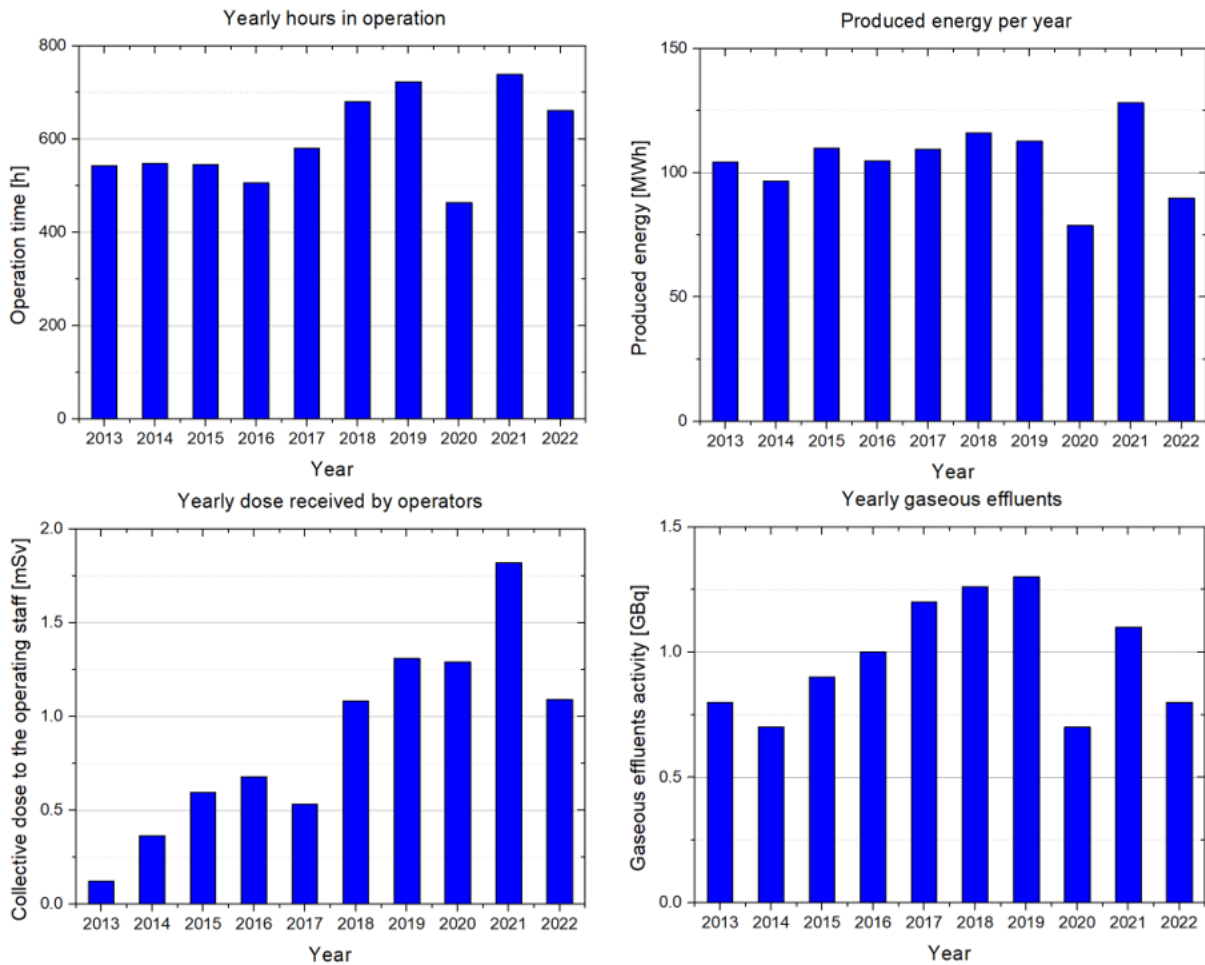 Yearly hours in operation
800
600
400
200
0
Operation time [h]
2013 2014 2015 2016 2017 2018 2019 2020 2021 2022
Year
Produced energy per year
150
100
50
0
Produced energy [MWh]
2013 2014 2015 2016 2017 2018 2019 2020 2021 2022
Year
Yearly dose received by operators
2.0
1.5
1.0
0.5
0.0
Collective dose to the operating staff [mSv]
2013 2014 2015 2016 2017 2018 2019 2020 2021 2022
Year
Yearly gaseous effluents
1.5
1.0
0.5
0.0
Gaseous effluents activity [GBq]
2013 2014 2015 2016 2017 2018 2019 2020 2021 2022
Year